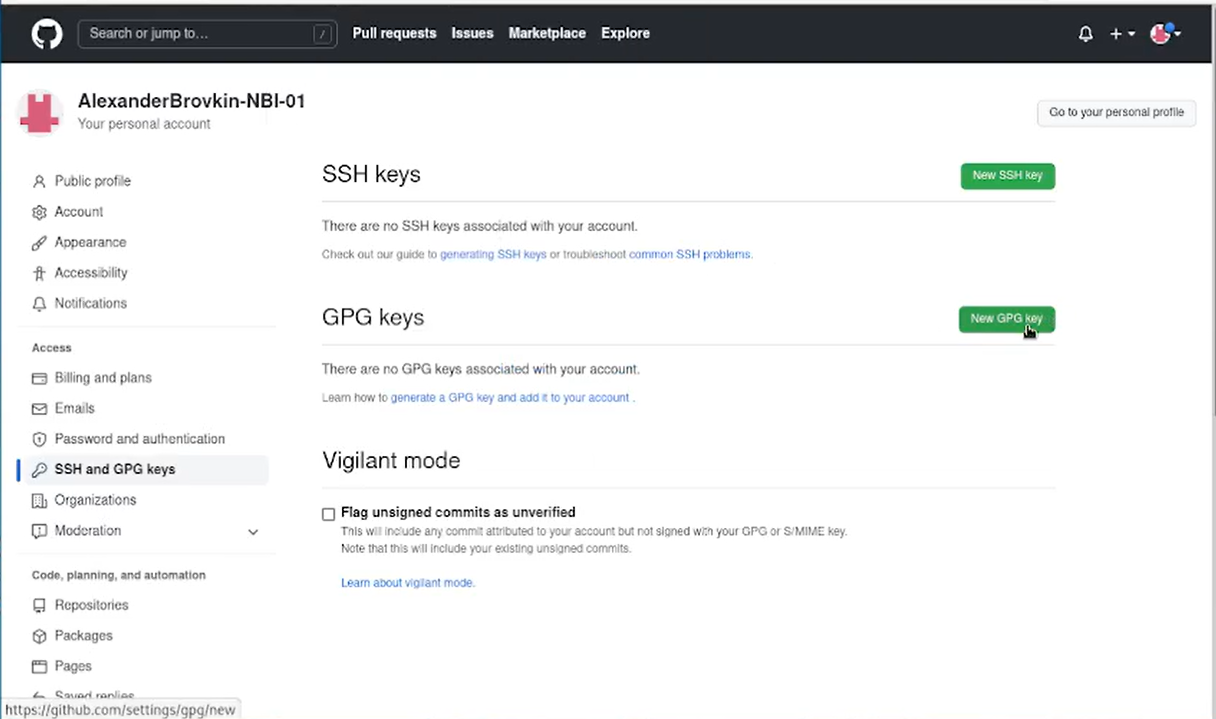 Search or jump to... / Pull requests Issues Marketplace Explore
AlexanderBrovkin-NBI-01
Your personal account
Go to your personal profile
Public profile
Account
Appearance
Accessibility
Notifications
Access
Billing and plans
Emails
Password and authentication
SSH and GPG keys
Organizations
Moderation
Code, planning, and automation
Repositories
Packages
Pages
Saved replies
SSH keys
New SSH key
There are no SSH keys associated with your account.
Check out our guide to generating SSH keys or troubleshoot common SSH problems.
GPG keys
New GPG key
There are no GPG keys associated with your account.
Learn how to generate a GPG key and add it to your account .
Vigilant mode
Flag unsigned commits as unverified
This will include any commit attributed to your account but not signed with your GPG or S/MIME key.
Note that this will include your existing unsigned commits.
Learn about vigilant mode.
https://github.com/settings/gpg/new